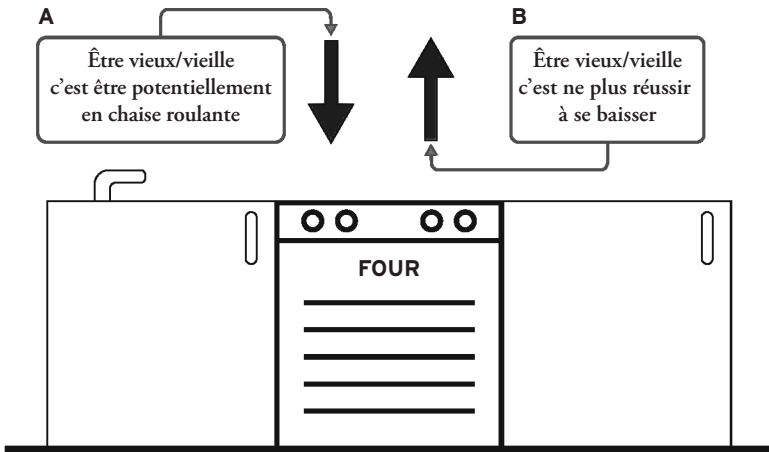 A
Être vieux/vieille
c’est être potentiellement
en chaise roulante
B
Être vieux/vieille
c’est ne plus réussir
à se baisser
FOUR